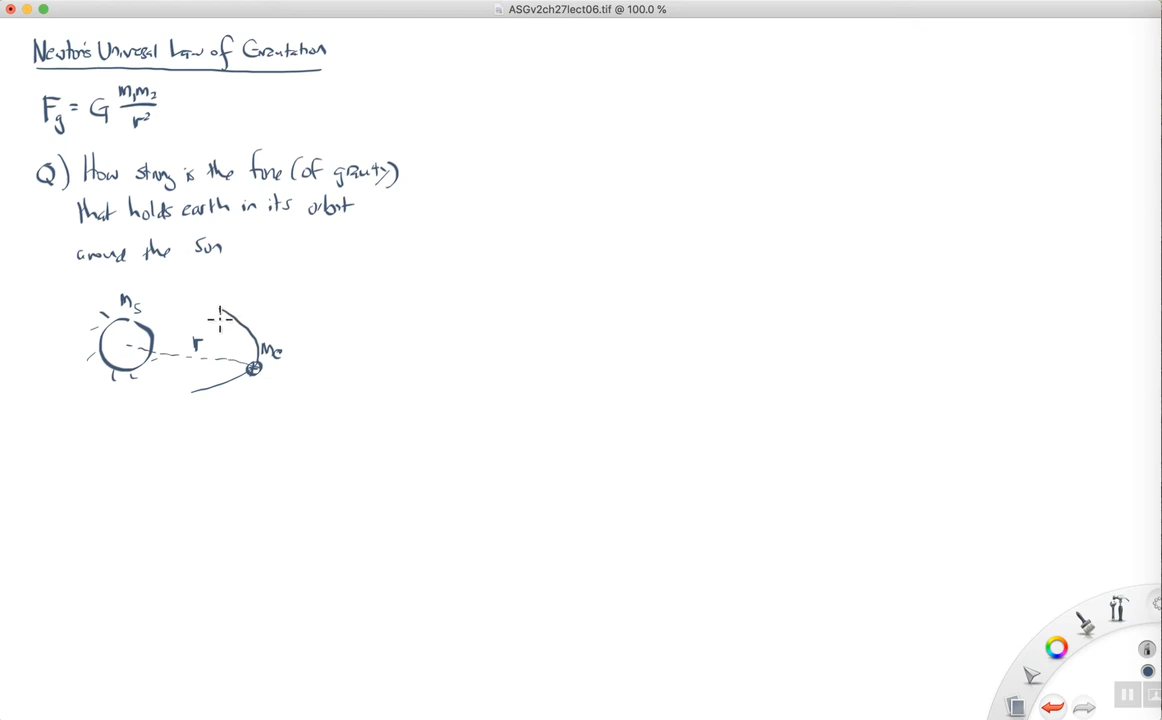 ASGv2ch27lect06.tif @ 100.0 %
Newton's Universal Law of Gravitation
Fg = G m1m2 / r²
Q) How strong is the force (of gravity)
that holds earth in its orbit
around the sun
Ms
r
Me